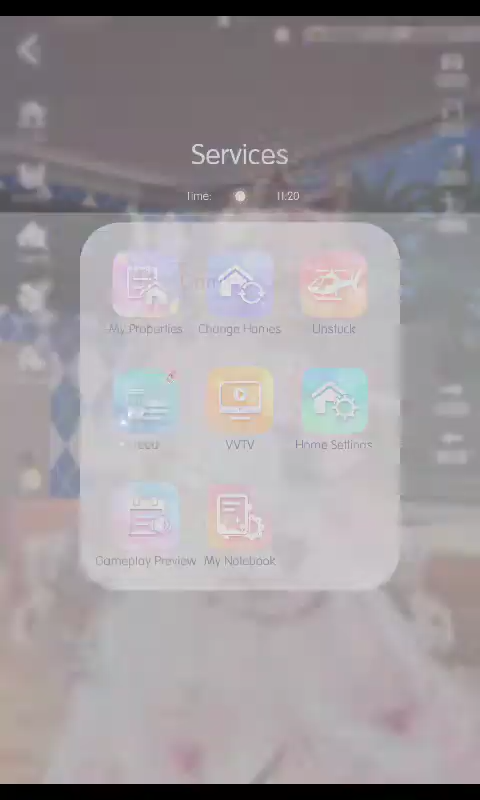 Services
Time: 11:20
My Properties Change Homes Unstuck
VVTV Home Settings
Gameplay Preview My Notebook